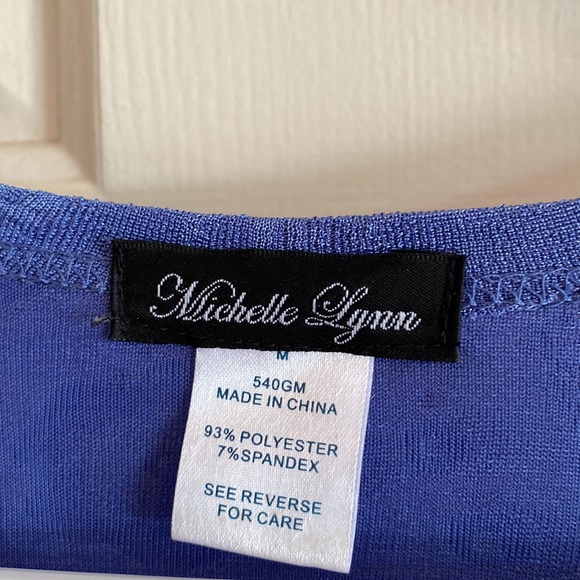 Michelle Lynn
M
540GM
MADE IN CHINA
93% POLYESTER
7%SPANDEX
SEE REVERSE
FOR CARE